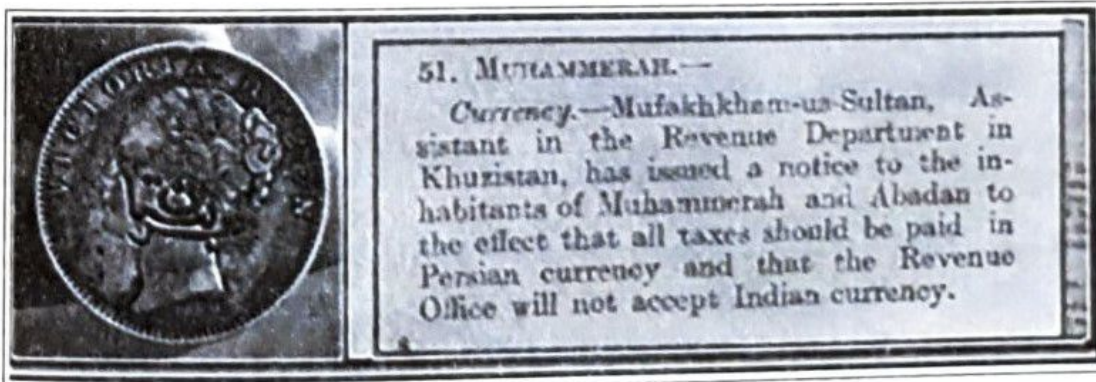 VICTORIA QUEEN
51. MUHAMMERAH.—
Currency.—Mufakhkham-us-Sultan, As-
sistant in the Revenue Department in
Khuzistan, has issued a notice to the in-
habitants of Muhammerah and Abadan to
the effect that all taxes should be paid in
Persian currency and that the Revenue
Office will not accept Indian currency.